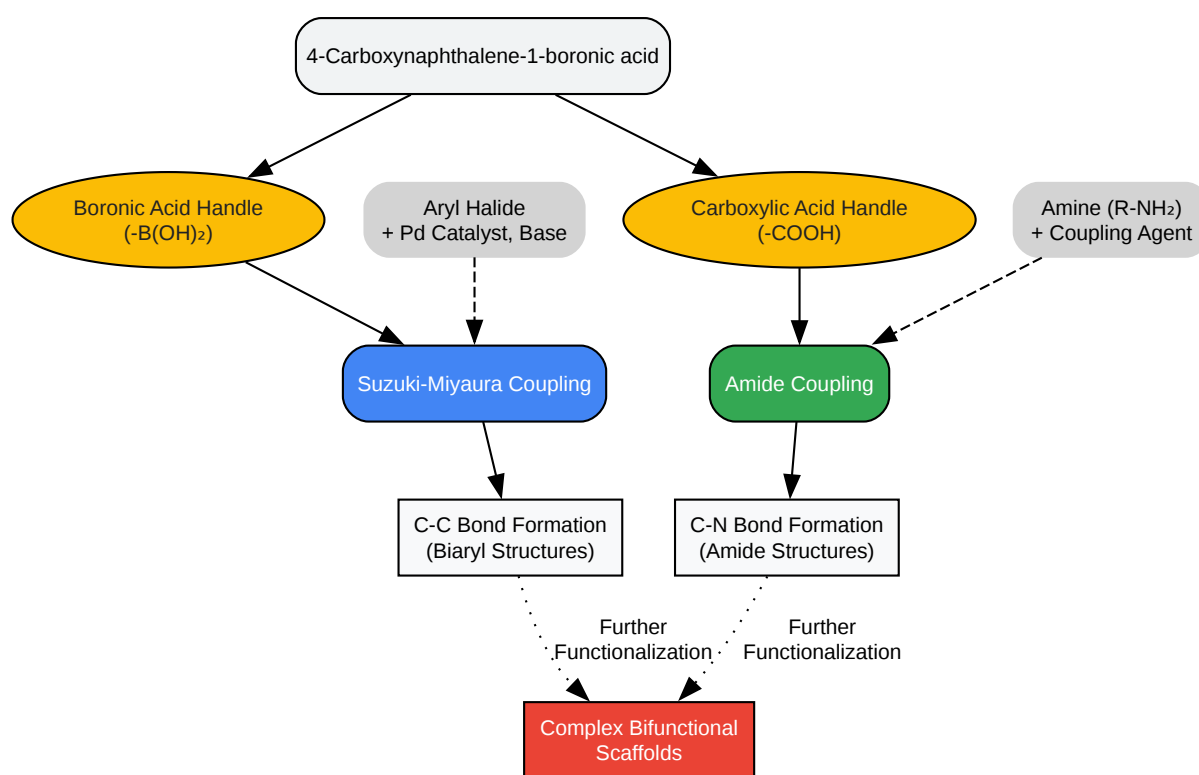 4-Carboxynaphthalene-1-boronic acid
Boronic Acid Handle
(-B(OH)₂)
Aryl Halide
+ Pd Catalyst, Base
Carboxylic Acid Handle
(-COOH)
Amine (R-NH₂)
+ Coupling Agent
Suzuki-Miyaura Coupling
Amide Coupling
C-C Bond Formation
(Biaryl Structures)
C-N Bond Formation
(Amide Structures)
Further
Functionalization
Further
Functionalization
Complex Bifunctional
Scaffolds